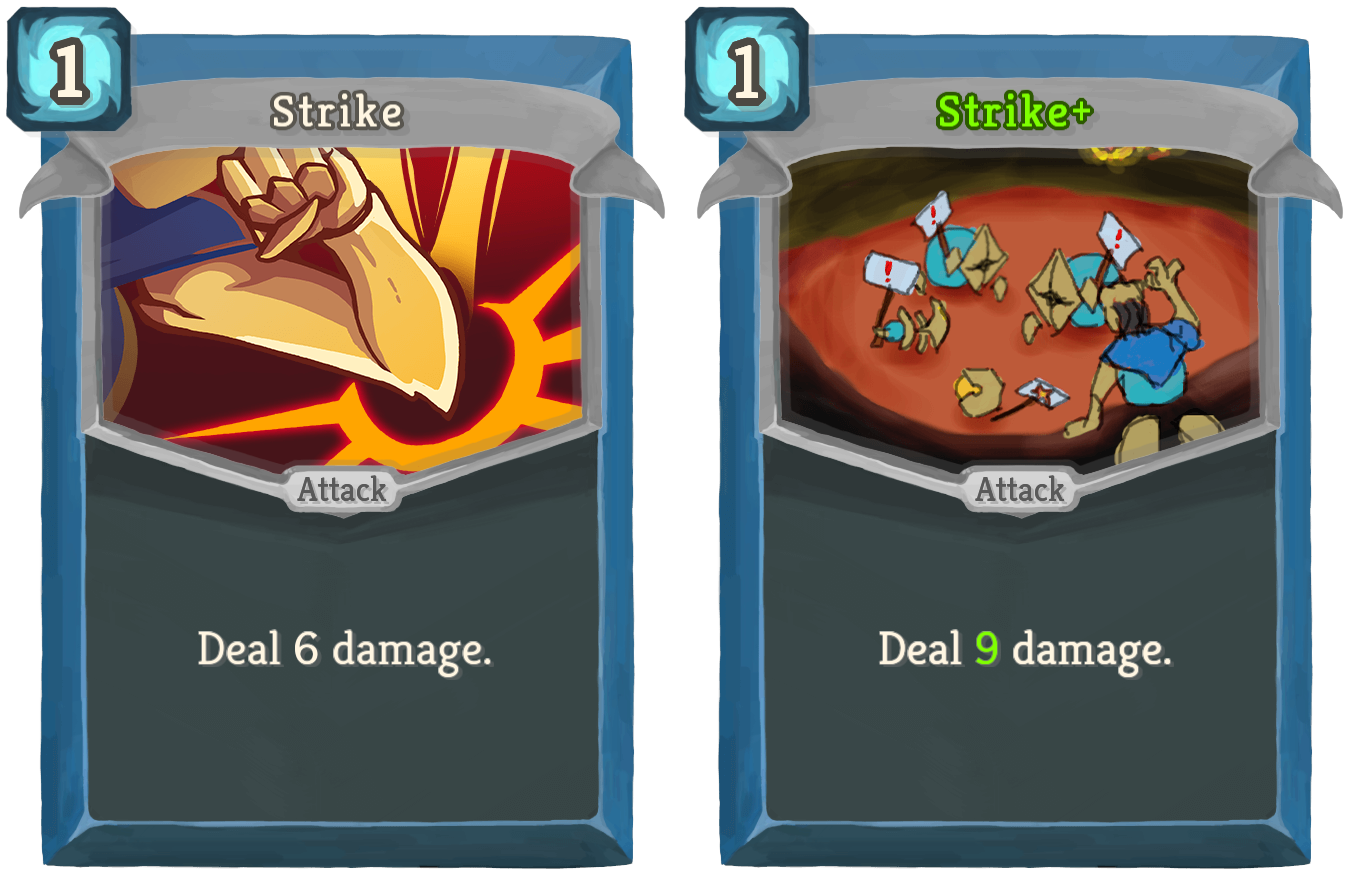 1
Strike
Attack
Deal 6 damage.
1
Strike+
!
!
!
Attack
Deal 9 damage.